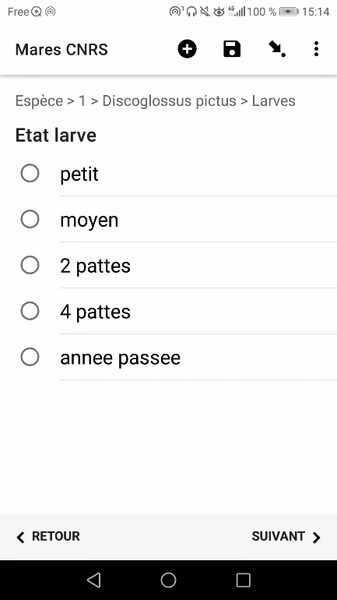 Free 100 % 15:14
Mares CNRS
Espèce > 1 > Discoglossus pictus > Larves
Etat larve
petit
moyen
2 pattes
4 pattes
annee passee
RETOUR SUIVANT